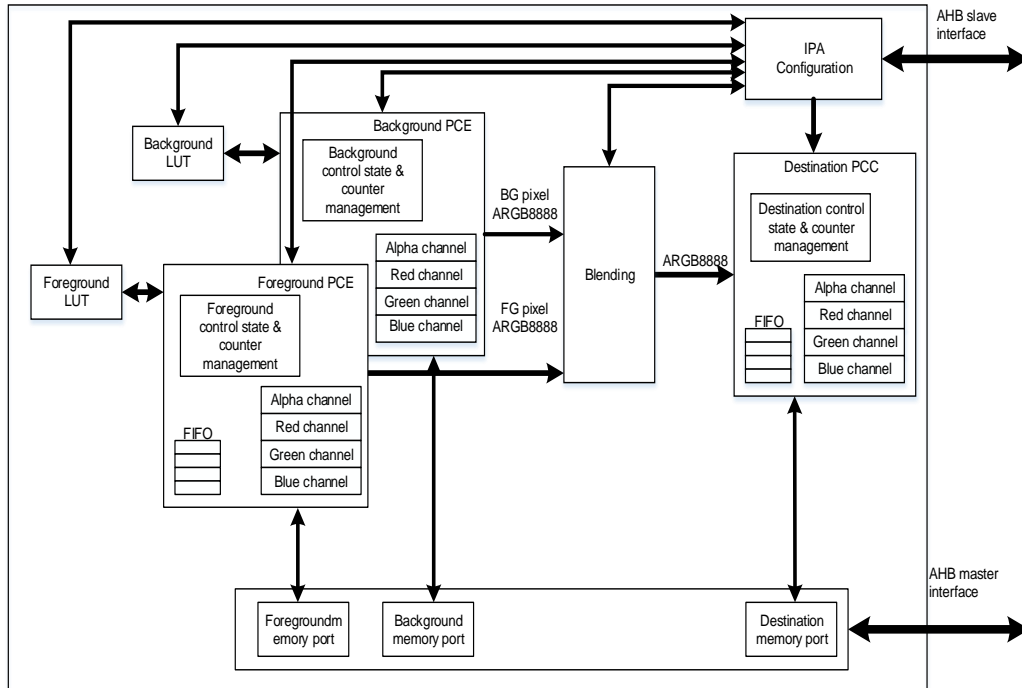 AHB slave
interface
IPA
Configuration
Background
LUT
Background PCE
Background
control state &
counter
management
Alpha channel
Red channel
Green channel
Blue channel
BG pixel
ARGB8888
Foreground
LUT
Foreground PCE
Foreground
control state &
counter
management
FIFO
Alpha channel
Red channel
Green channel
Blue channel
FG pixel
ARGB8888
Blending
ARGB8888
Destination PCC
Destination control
state & counter
management
FIFO
Alpha channel
Red channel
Green channel
Blue channel
Foregroundm
emory port
Background
memory port
Destination
memory port
AHB master
interface